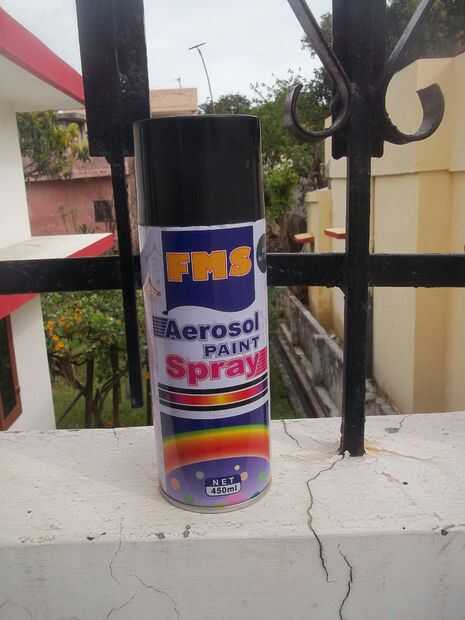 FMS
Aerosol
PAINT
Spray
NET
450ml